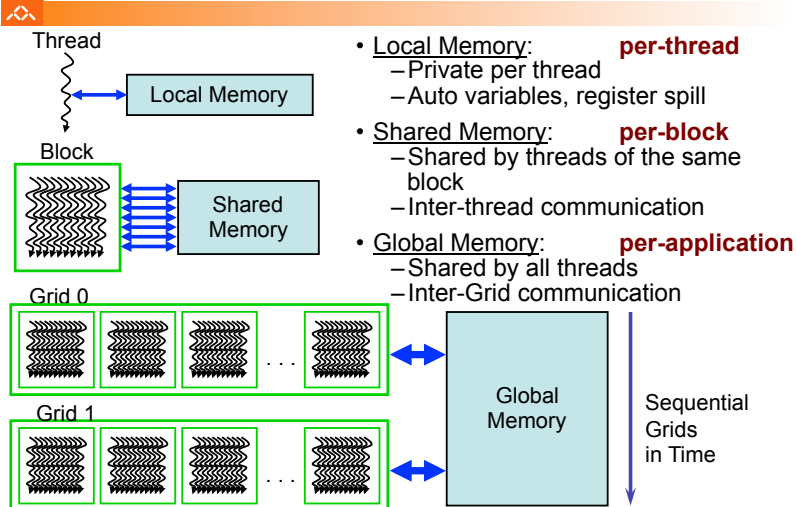 Thread
Local Memory
Block
Shared
Memory
• Local Memory: per-thread
–Private per thread
–Auto variables, register spill
• Shared Memory: per-block
–Shared by threads of the same
block
–Inter-thread communication
• Global Memory: per-application
–Shared by all threads
–Inter-Grid communication
Grid 0
. . .
Grid 1
. . .
Global
Memory
Sequential
Grids
in Time